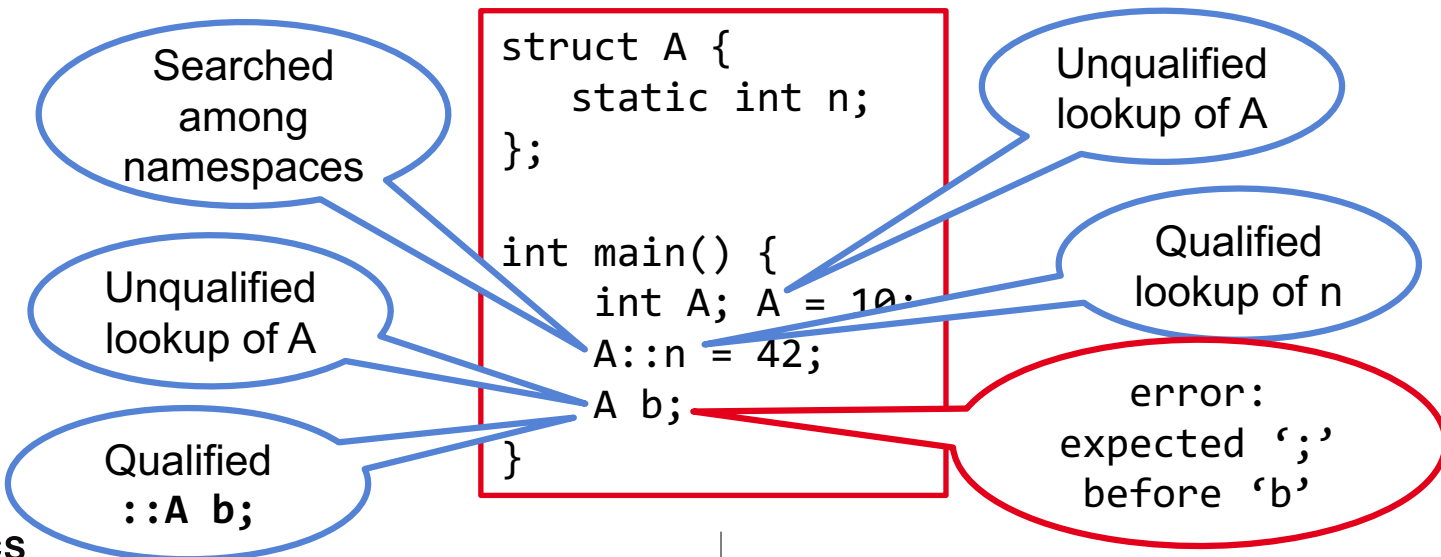 Searched
among
namespaces
Unqualified
lookup of A
Qualified
::A b;
cs
struct A {
static int n;
};
int main() {
int A; A = 10;
A::n = 42;
A b;
}
Unqualified
lookup of A
Qualified
lookup of n
error:
expected ‘;’
before ‘b’